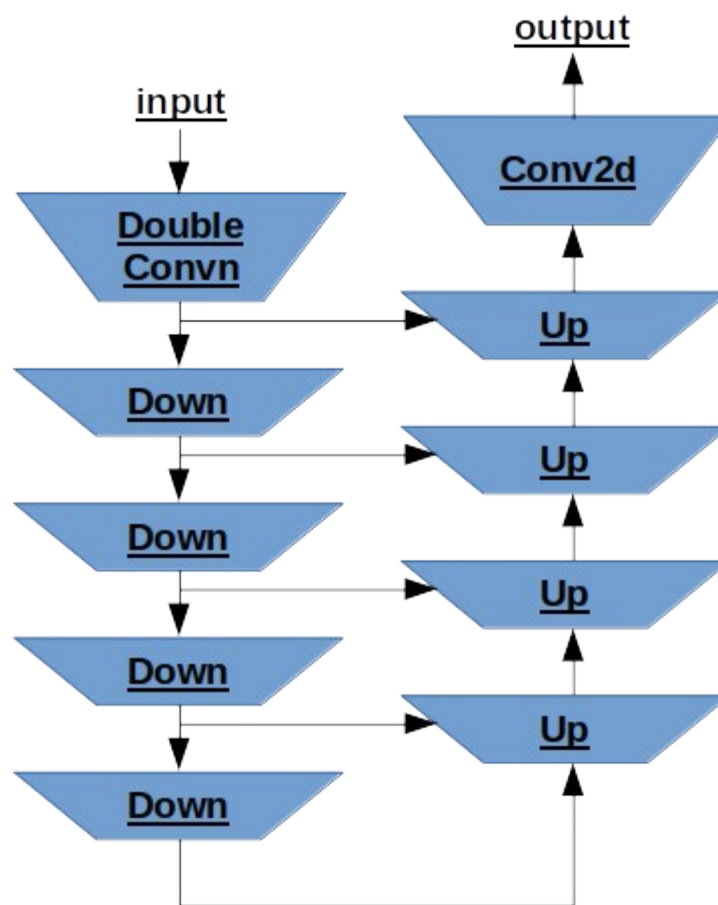 input
Double
Convn
Down
Down
Down
Down
output
Conv2d
Up
Up
Up
Up